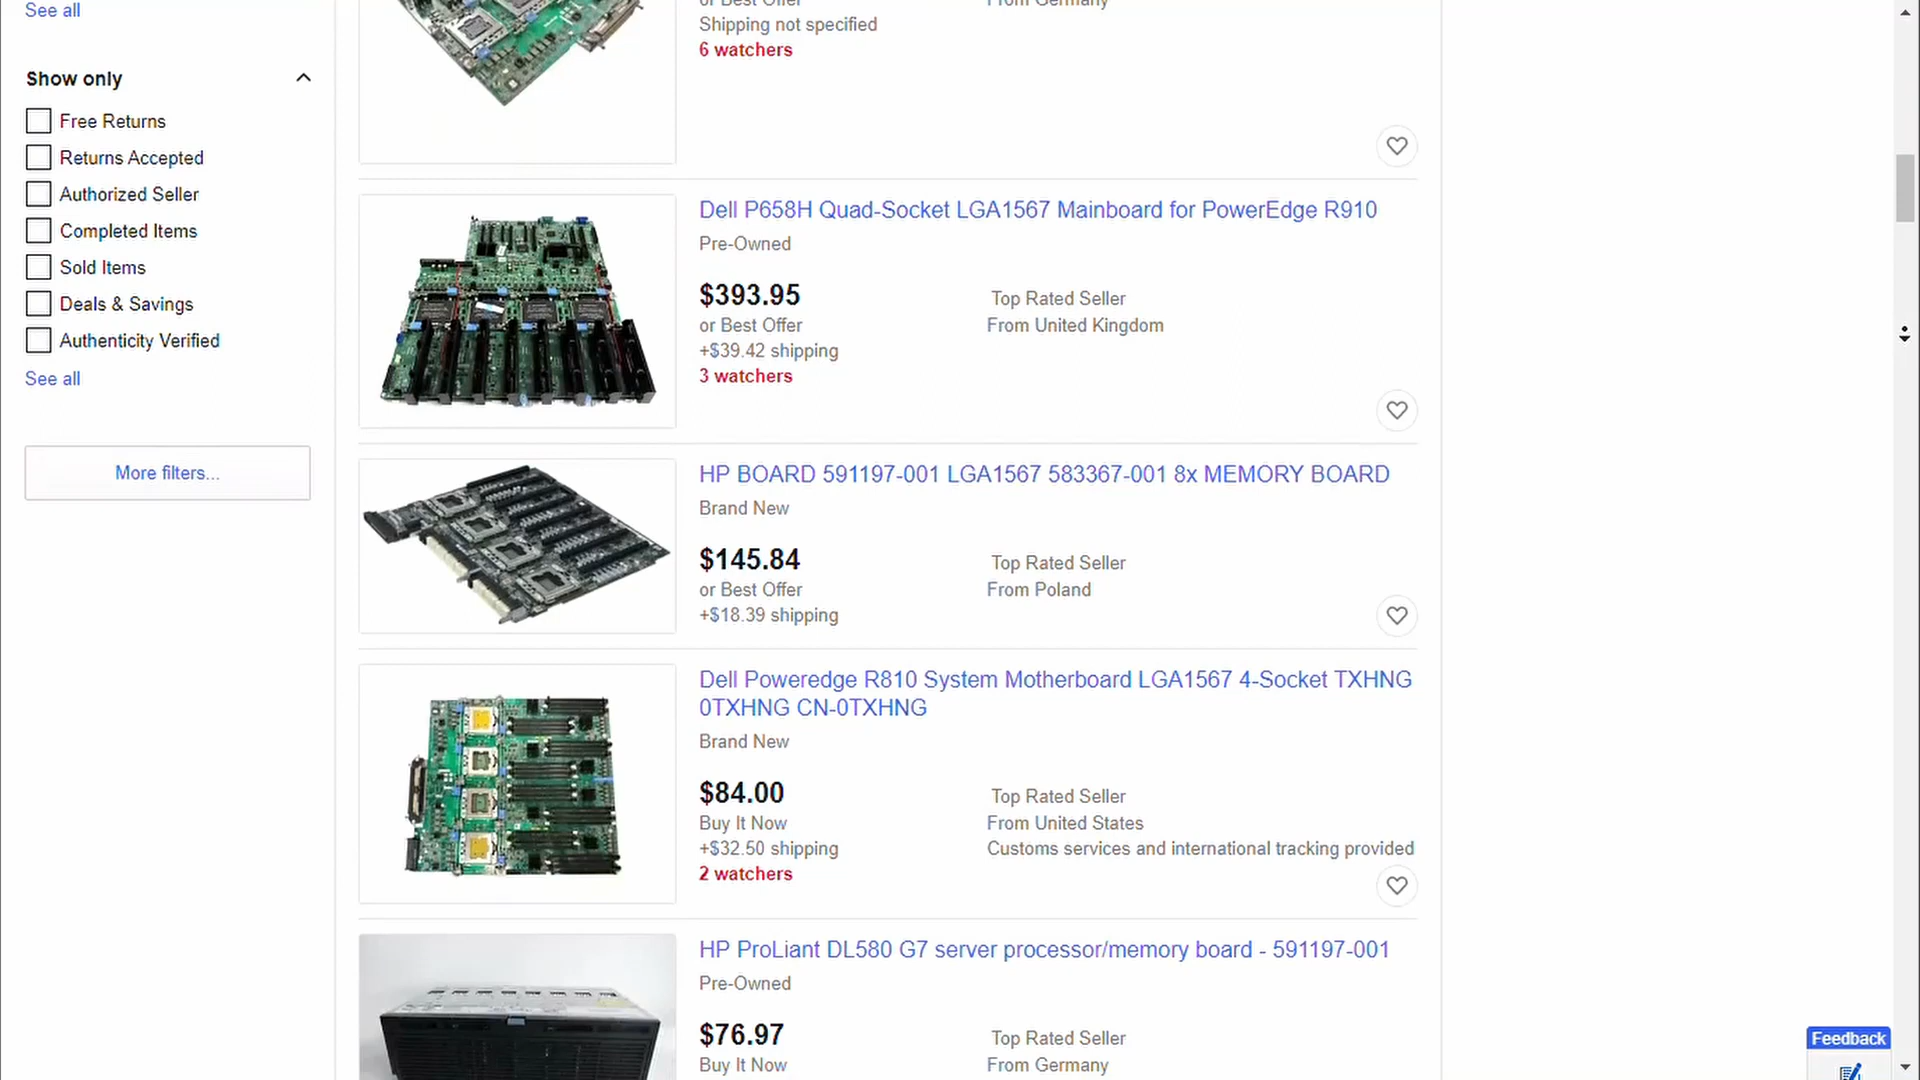 See all
Show only
Free Returns
Returns Accepted
Authorized Seller
Completed Items
Sold Items
Deals & Savings
Authenticity Verified
See all
More filters...
or Best Offer
From Germany
Shipping not specified
6 watchers
Dell P658H Quad-Socket LGA1567 Mainboard for PowerEdge R910
Pre-Owned
$393.95
Top Rated Seller
or Best Offer
From United Kingdom
+$39.42 shipping
3 watchers
HP BOARD 591197-001 LGA1567 583367-001 8x MEMORY BOARD
Brand New
$145.84
Top Rated Seller
or Best Offer
From Poland
+$18.39 shipping
Dell Poweredge R810 System Motherboard LGA1567 4-Socket TXHNG
0TXHNG CN-0TXHNG
Brand New
$84.00
Top Rated Seller
Buy It Now
From United States
+$32.50 shipping
Customs services and international tracking provided
2 watchers
HP ProLiant DL580 G7 server processor/memory board - 591197-001
Pre-Owned
$76.97
Top Rated Seller
Buy It Now
From Germany
Feedback